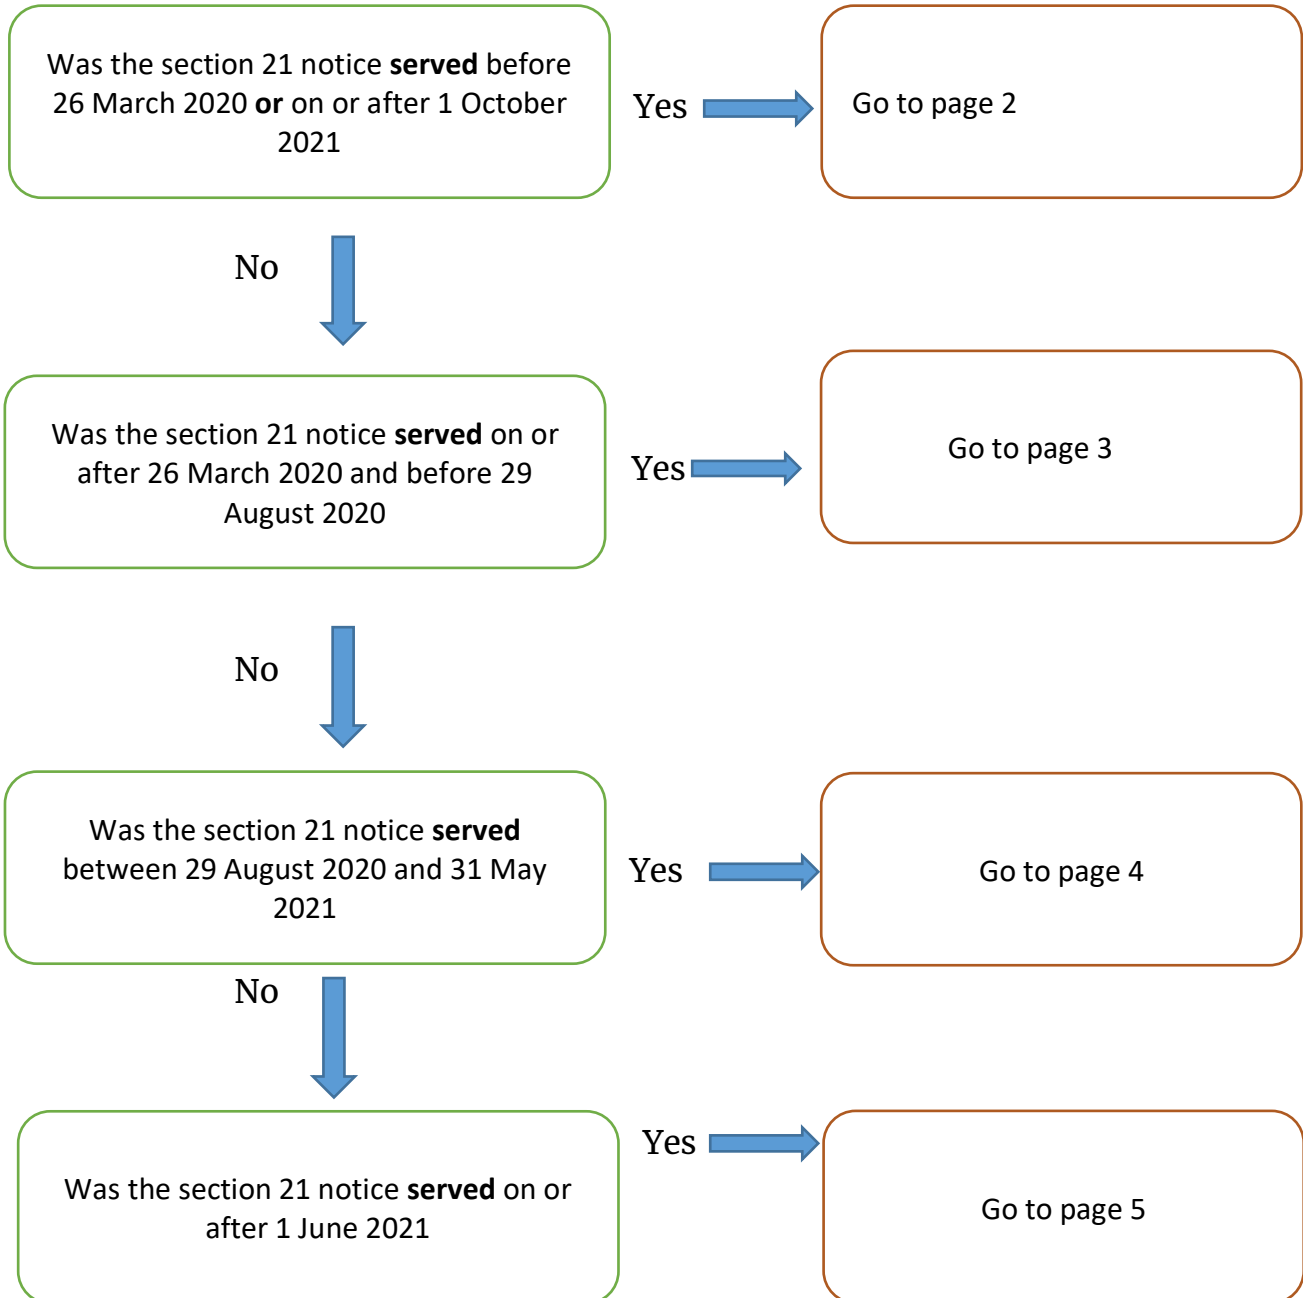 Was the section 21 notice served before
26 March 2020 or on or after 1 October
2021
Yes
Go to page 2
No
Was the section 21 notice served on or
after 26 March 2020 and before 29
August 2020
Yes
Go to page 3
No
Was the section 21 notice served
between 29 August 2020 and 31 May
2021
Yes
Go to page 4
No
Was the section 21 notice served on or
after 1 June 2021
Yes
Go to page 5